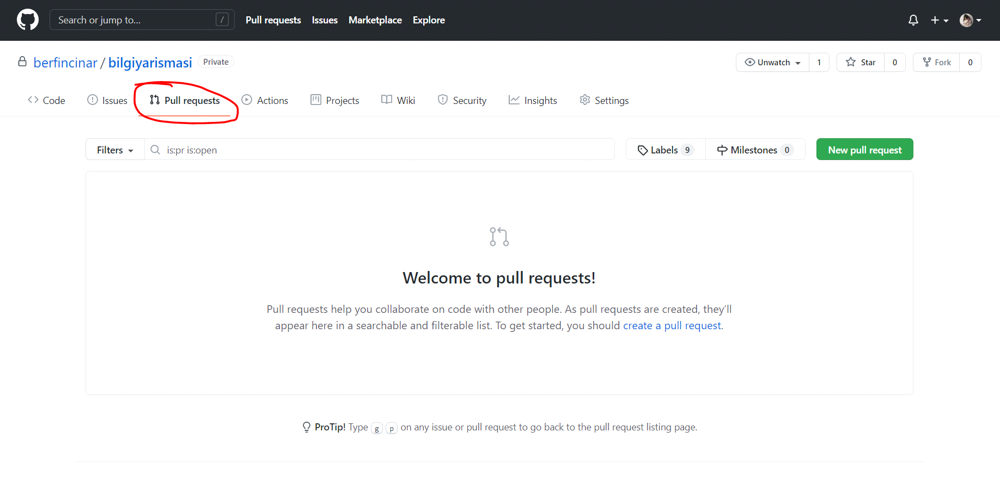 Search or jump to... / Pull requests Issues Marketplace Explore
berfincinar / bilgiyarismasi Private Unwatch 1 Star 0 Fork 0
Code Issues Pull requests Actions Projects Wiki Security Insights Settings
Filters is:pr is:open Labels 9 Milestones 0 New pull request
Welcome to pull requests!
Pull requests help you collaborate on code with other people. As pull requests are created, they’ll
appear here in a searchable and filterable list. To get started, you should create a pull request.
ProTip! Type g p on any issue or pull request to go back to the pull request listing page.